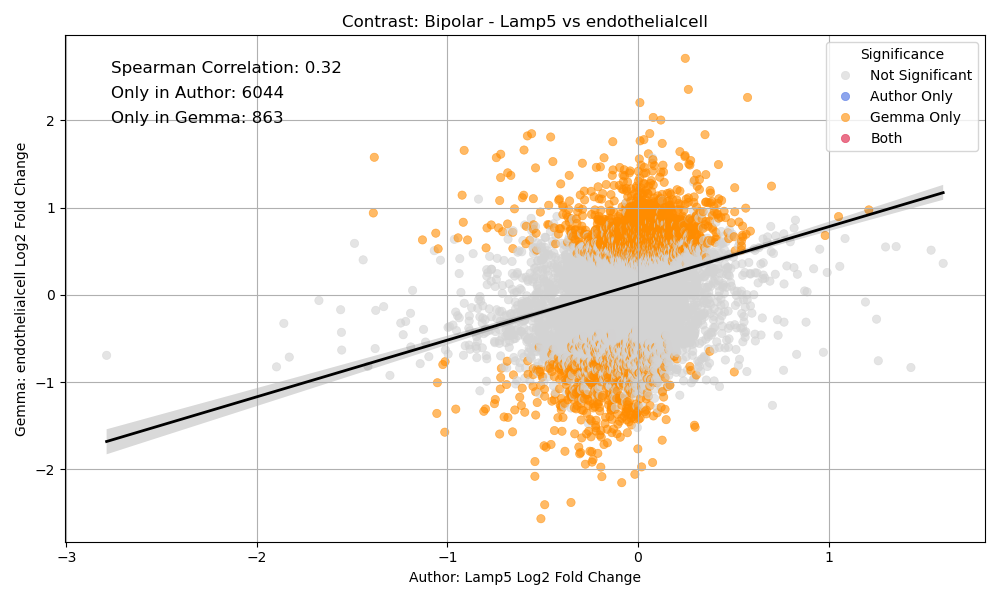 Contrast: Bipolar - Lamp5 vs endothelialcell
Spearman Correlation: 0.32
Only in Author: 6044
Only in Gemma: 863
Significance
Not Significant
Author Only
Gemma Only
Both
Gemma: endothelialcell Log2 Fold Change
2
1
0
−1
−2
−3
−2
−1
0
1
Author: Lamp5 Log2 Fold Change